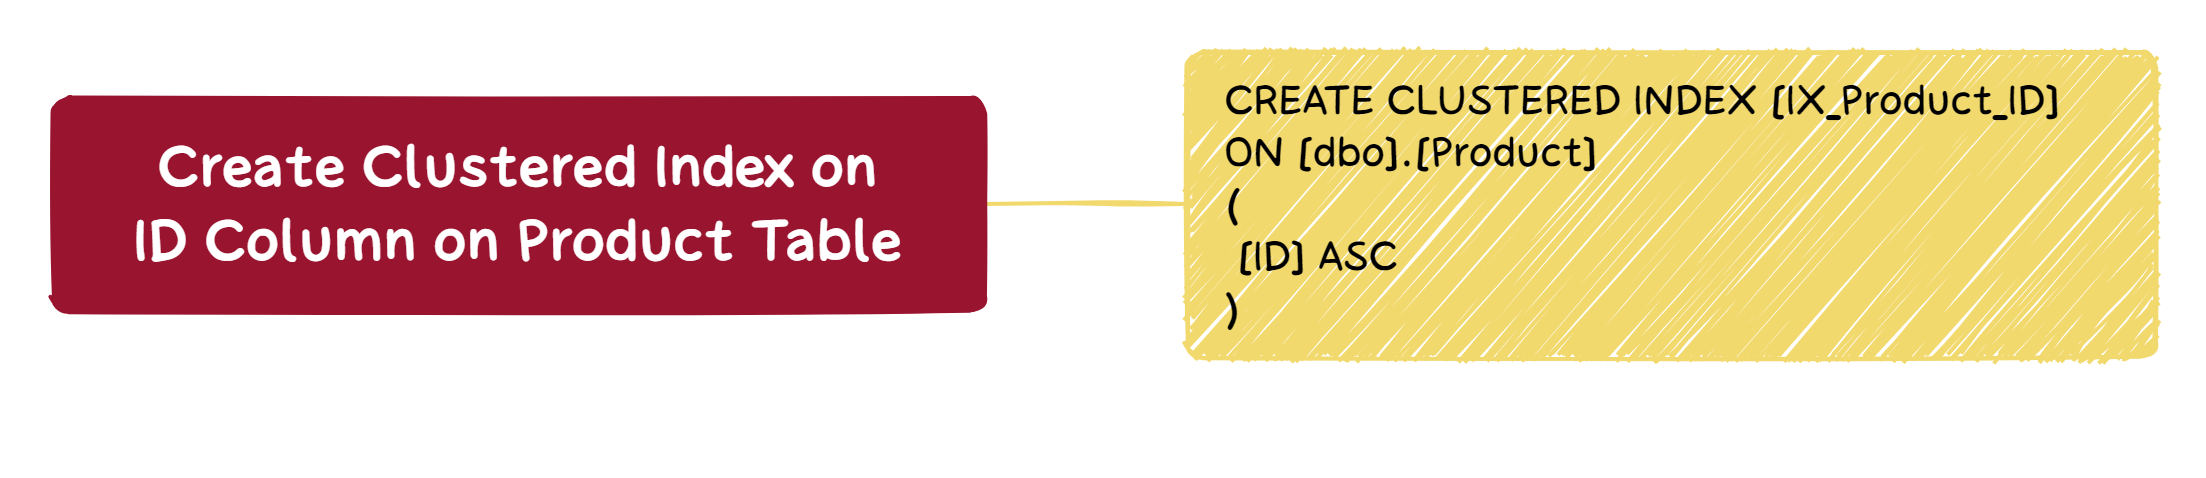 Create Clustered Index on
ID Column on Product Table
CREATE CLUSTERED INDEX [IX_Product_ID]
ON [dbo].[Product]
(
[ID] ASC
)